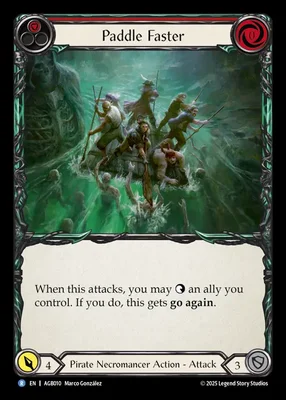 Paddle Faster
When this attacks, you may an ally you
control. If you do, this gets go again.
4
Pirate Necromancer Action - Attack
3
R EN | AGB010 Marco González
© 2025 Legend Story Studios